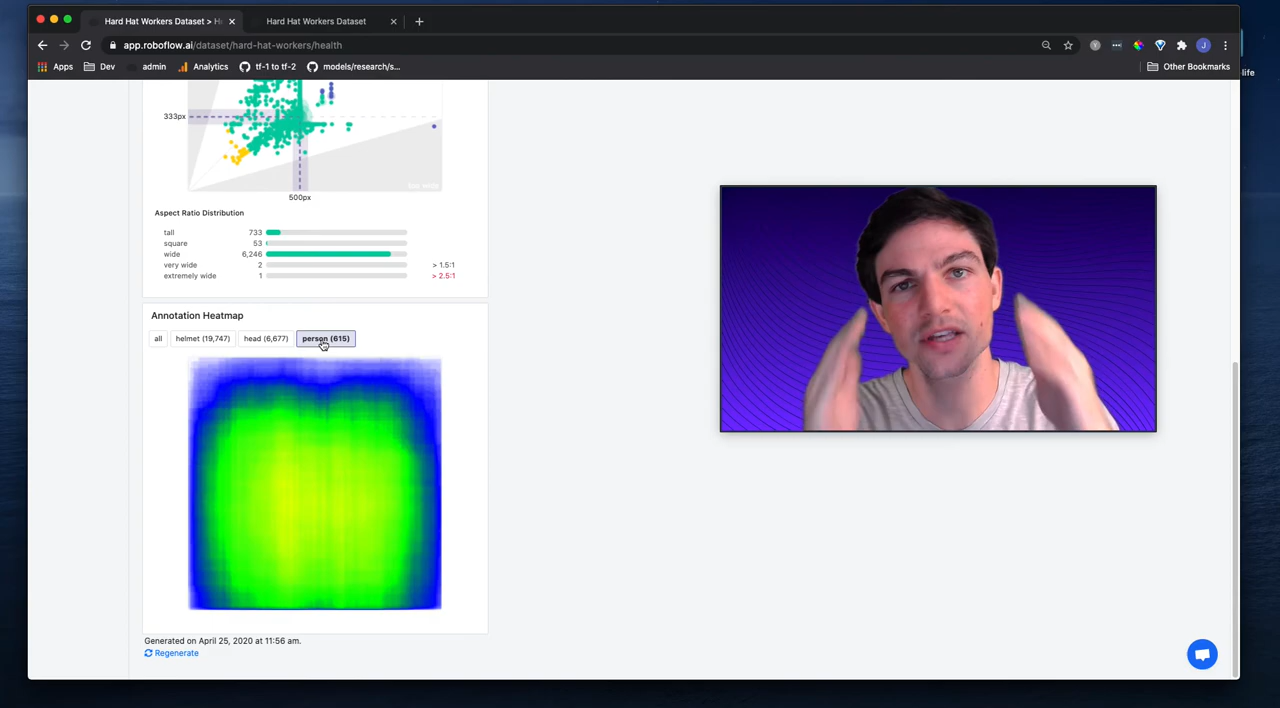 Hard Hat Workers Dataset > H
Hard Hat Workers Dataset
app.roboflow.ai/dataset/hard-hat-workers/health
Apps Dev admin Analytics tf-1 to tf-2 models/research/s... Other Bookmarks
life
333px
500px
Aspect Ratio Distribution
tall 733
square 53
wide 6,246
very wide 2 > 1.5:1
extremely wide 1 > 2.5:1
Annotation Heatmap
all helmet (19,747) head (6,677) person (615)
Generated on April 25, 2020 at 11:56 am.
Regenerate